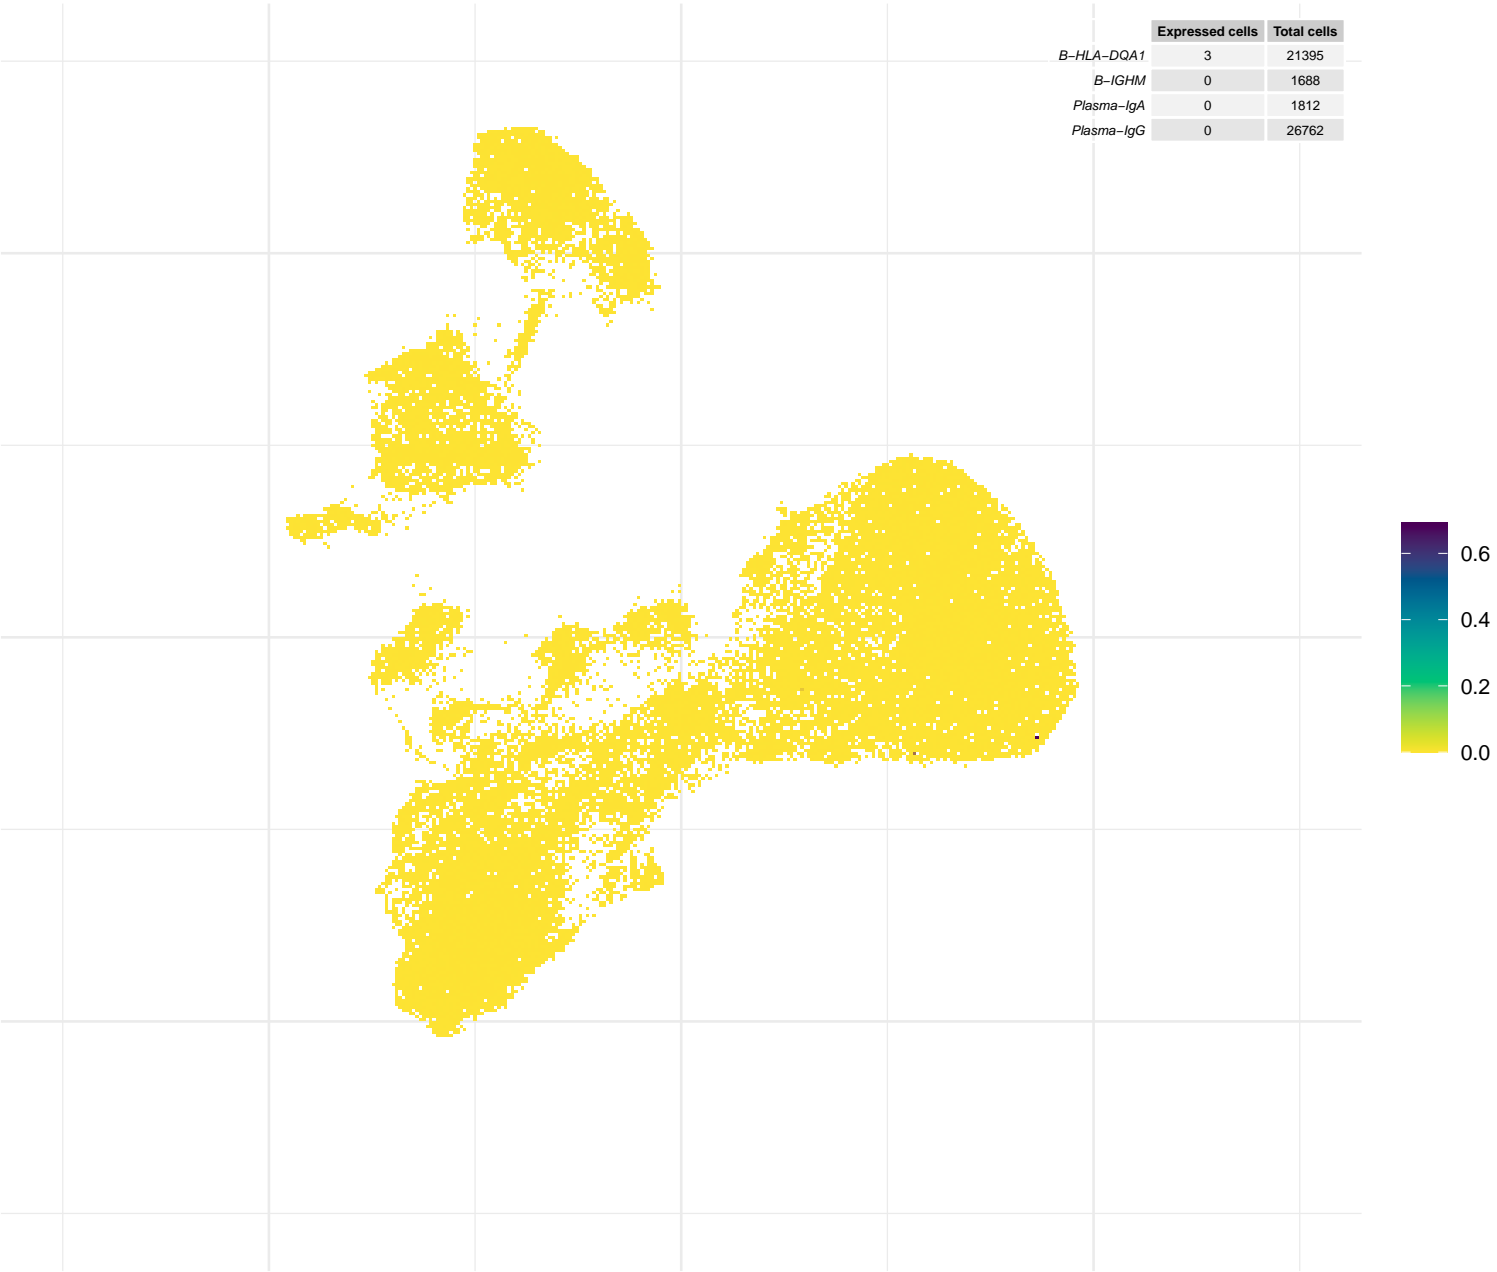 Expressed cells Total cells
B−HLA−DQA1 3 21395
B−IGHM 0 1688
Plasma−IgA 0 1812
Plasma−IgG 0 26762
0.6
0.4
0.2
0.0